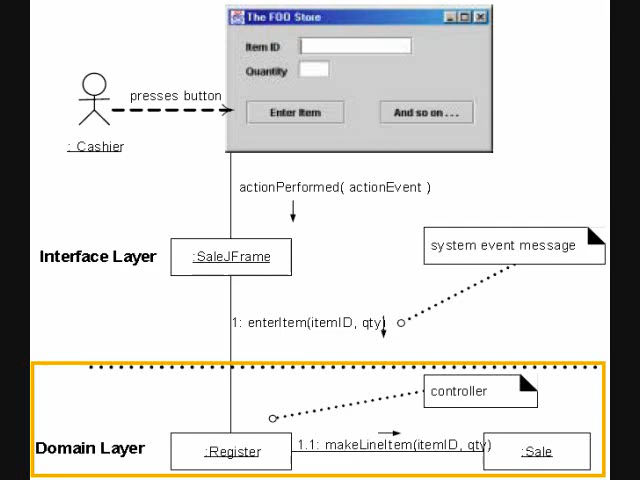 The FOO Store
Item ID
Quantity
Enter Item
And so on . . .
presses button
: Cashier
actionPerformed( actionEvent )
Interface Layer
:SaleJFrame
system event message
1: enterItem(itemID, qty)
controller
Domain Layer
:Register
1.1: makeLineItem(itemID, qty)
:Sale